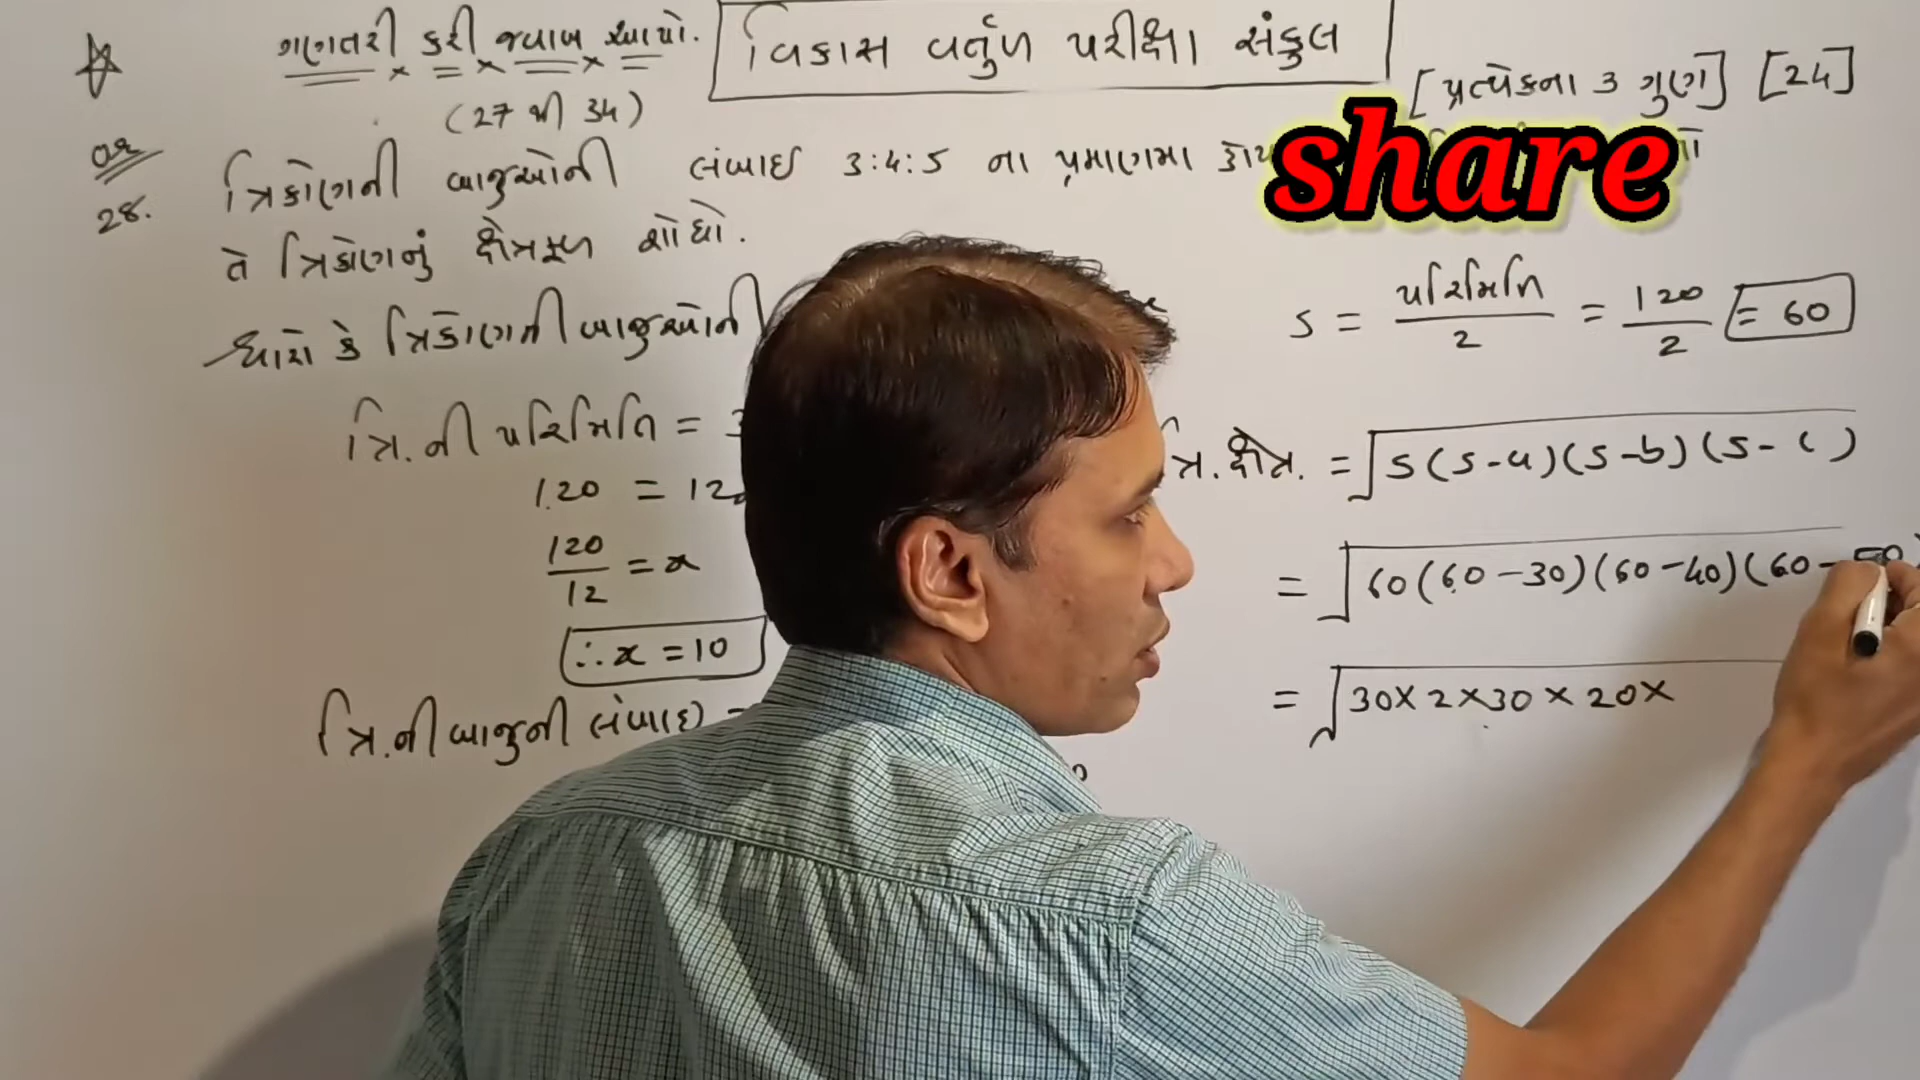 ગણતરી કરી જવાબ આપો.
વિકાસ વર્તુળ પરીક્ષા સંકુલ
(27 થી 34)
[પ્રત્યેકના 3 ગુણ] [24]
share
or
28. ત્રિકોણની બાજુઓની લંબાઇ 3:4:5 ના પ્રમાણમા
તે ત્રિકોણનું ક્ષેત્રફળ શોધો.
ધારો કે ત્રિકોણની બાજુઓની
ત્રિ.ની પરિમિતિ = 3
120 = 12
120/12 = x
∴ x = 10
ત્રિ.ની બાજુની લંબાઇ =
S = પરિમિતિ/2 = 120/2 = 60
ત્રિ. ક્ષેત્ર. = √S(S-a)(S-b)(S-c)
= √60(60-30)(60-40)(60-50)
= √30×2×30×20×